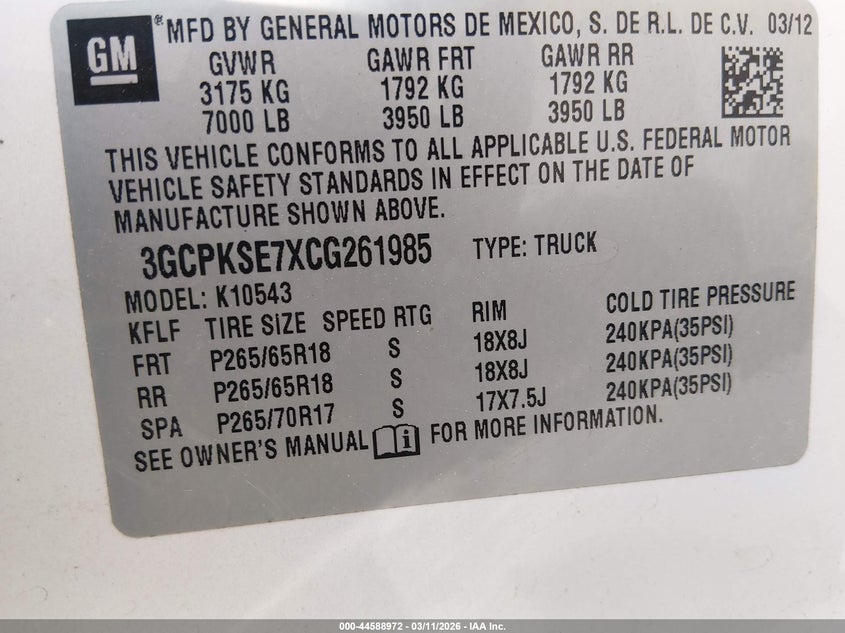 GM
® MFD BY GENERAL MOTORS DE MEXICO, S. DE R.L. DE C.V. 03/12
GVWR GAWR FRT GAWR RR
3175 KG 1792 KG 1792 KG
7000 LB 3950 LB 3950 LB
THIS VEHICLE CONFORMS TO ALL APPLICABLE U.S. FEDERAL MOTOR
VEHICLE SAFETY STANDARDS IN EFFECT ON THE DATE OF
MANUFACTURE SHOWN ABOVE.
3GCPKSE7XCG261985 TYPE: TRUCK
MODEL: K10543
KFLF TIRE SIZE SPEED RTG RIM COLD TIRE PRESSURE
FRT P265/65R18 S 18X8J 240KPA(35PSI)
RR P265/65R18 S 18X8J 240KPA(35PSI)
SPA P265/70R17 S 17X7.5J 240KPA(35PSI)
SEE OWNER'S MANUAL i FOR MORE INFORMATION.
000-44588972 — 03/11/2026 — IAA Inc.